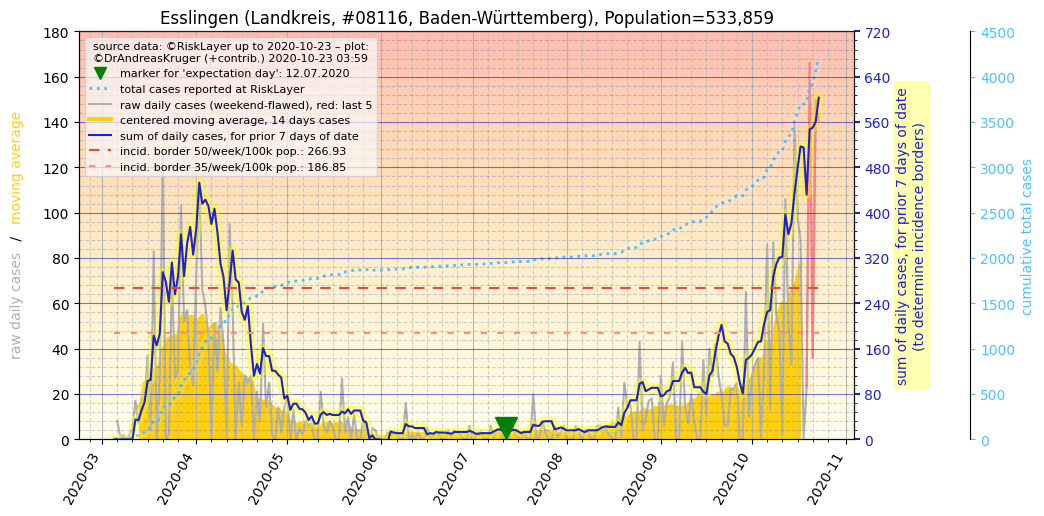 Esslingen (Landkreis, #08116, Baden-Württemberg), Population=533,859
source data: ©RiskLayer up to 2020-10-23 – plot:
©DrAndreasKruger (+contrib.) 2020-10-23 03:59
marker for 'expectation day': 12.07.2020
total cases reported at RiskLayer
raw daily cases (weekend-flawed), red: last 5
centered moving average, 14 days cases
sum of daily cases, for prior 7 days of date
incid. border 50/week/100k pop.: 266.93
incid. border 35/week/100k pop.: 186.85
raw daily cases / moving average
180
160
140
120
100
80
60
40
20
0
720
640
560
480
400
320
240
160
80
0
sum of daily cases, for prior 7 days of date
(to determine incidence borders)
4500
4000
3500
3000
2500
2000
1500
1000
500
0
cumulative total cases
2020-03
2020-04
2020-05
2020-06
2020-07
2020-08
2020-09
2020-10
2020-11